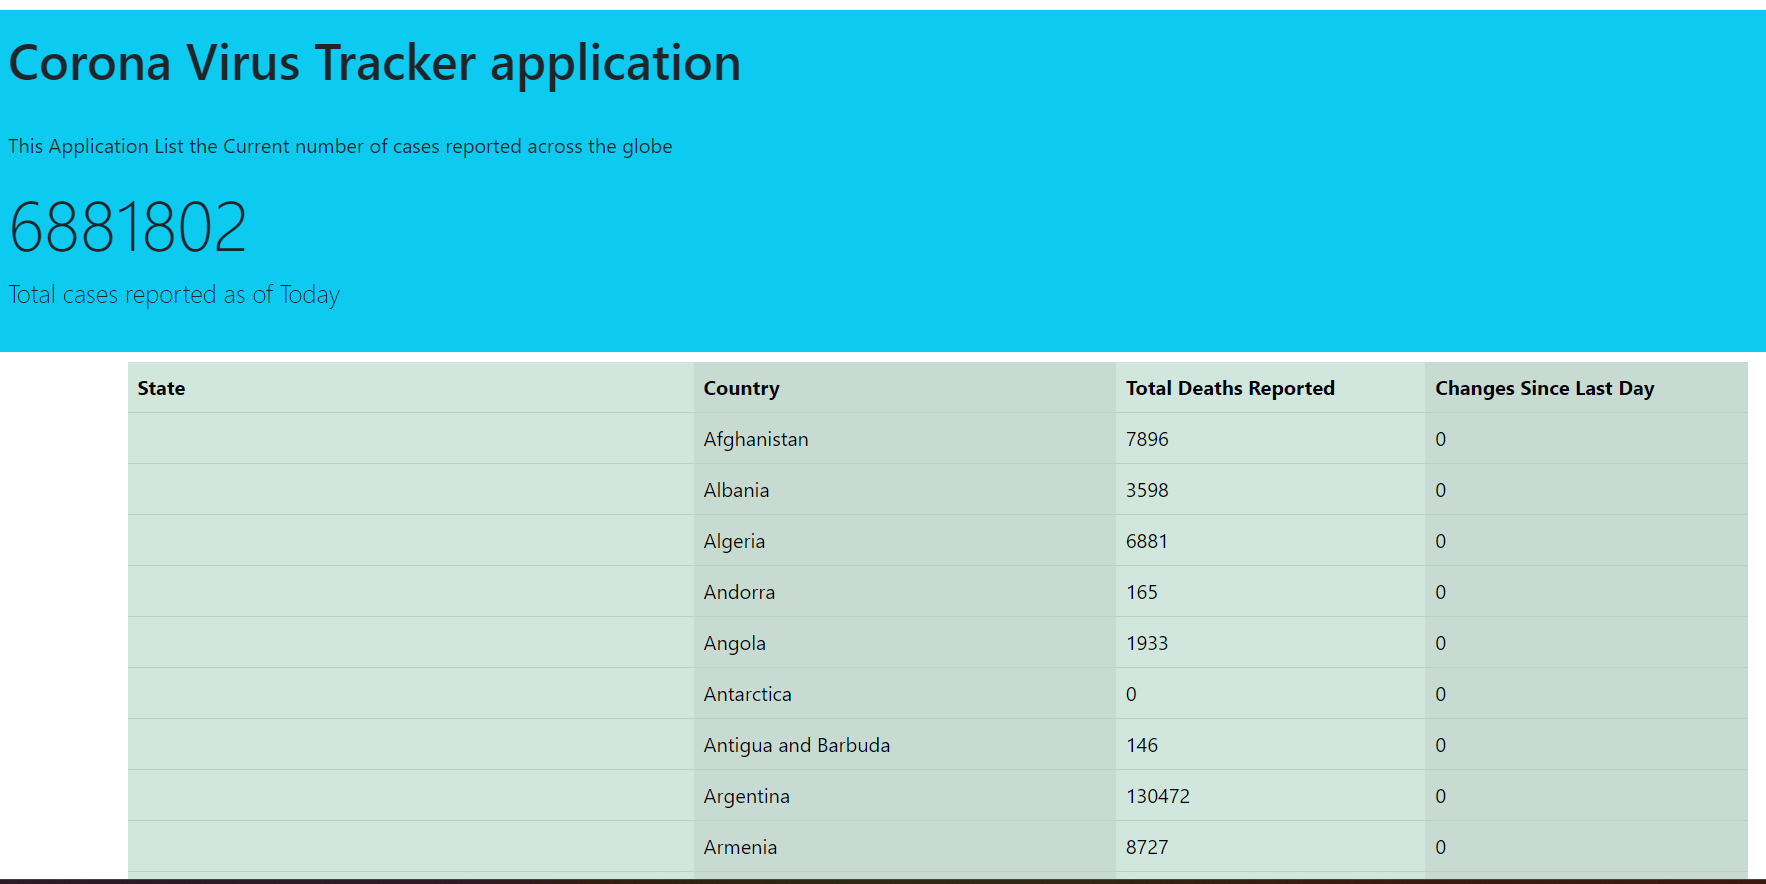 Corona Virus Tracker application
This Application List the Current number of cases reported across the globe
6881802
Total cases reported as of Today
State Country Total Deaths Reported Changes Since Last Day
Afghanistan 7896 0
Albania 3598 0
Algeria 6881 0
Andorra 165 0
Angola 1933 0
Antarctica 0 0
Antigua and Barbuda 146 0
Argentina 130472 0
Armenia 8727 0